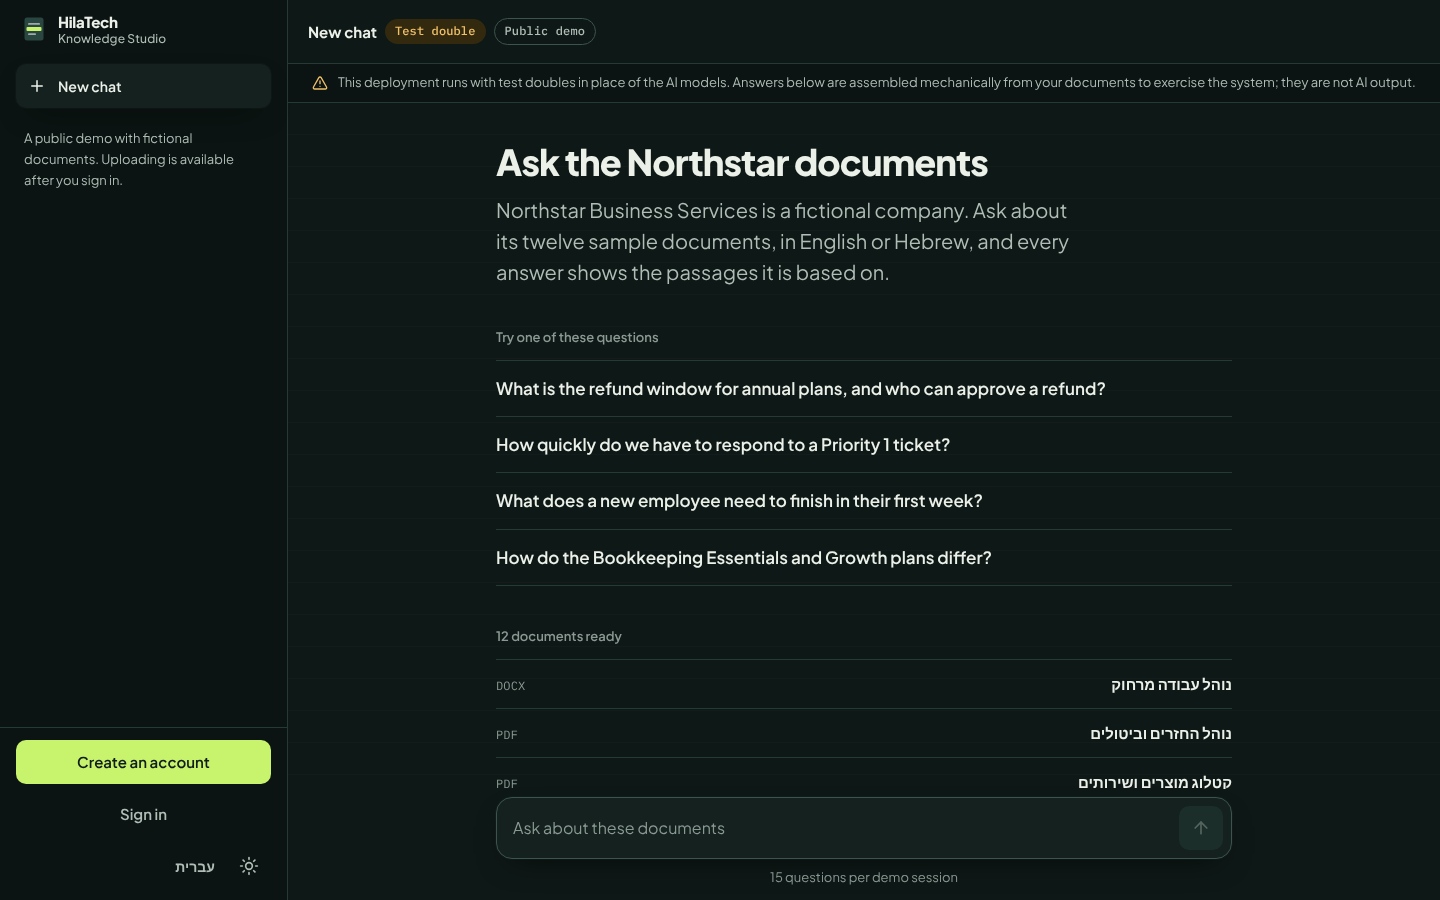 HilaTech
Knowledge Studio
New chat
A public demo with fictional
documents. Uploading is available
after you sign in.
Create an account
Sign in
עברית
New chat
Test double
Public demo
This deployment runs with test doubles in place of the AI models. Answers below are assembled mechanically from your documents to exercise the system; they are not AI output.
Ask the Northstar documents
Northstar Business Services is a fictional company. Ask about
its twelve sample documents, in English or Hebrew, and every
answer shows the passages it is based on.
Try one of these questions
What is the refund window for annual plans, and who can approve a refund?
How quickly do we have to respond to a Priority 1 ticket?
What does a new employee need to finish in their first week?
How do the Bookkeeping Essentials and Growth plans differ?
12 documents ready
DOCX נוהל עבודה מרחוק
PDF נוהל החזרים וביטולים
PDF קטלוג מוצרים ושירותים
Ask about these documents
15 questions per demo session